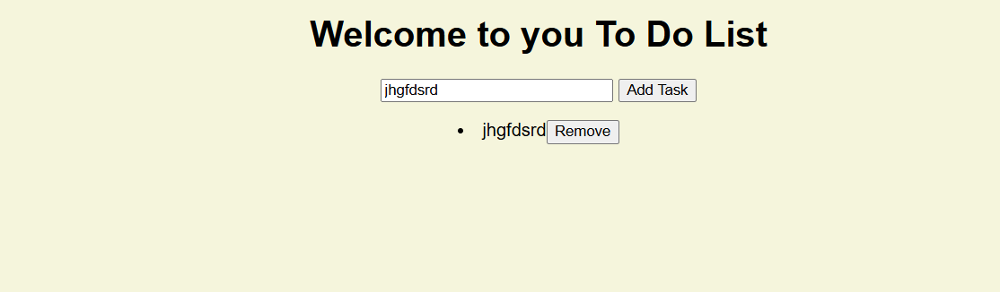 Welcome to you To Do List
jhgfdsrd Add Task
jhgfdsrd Remove